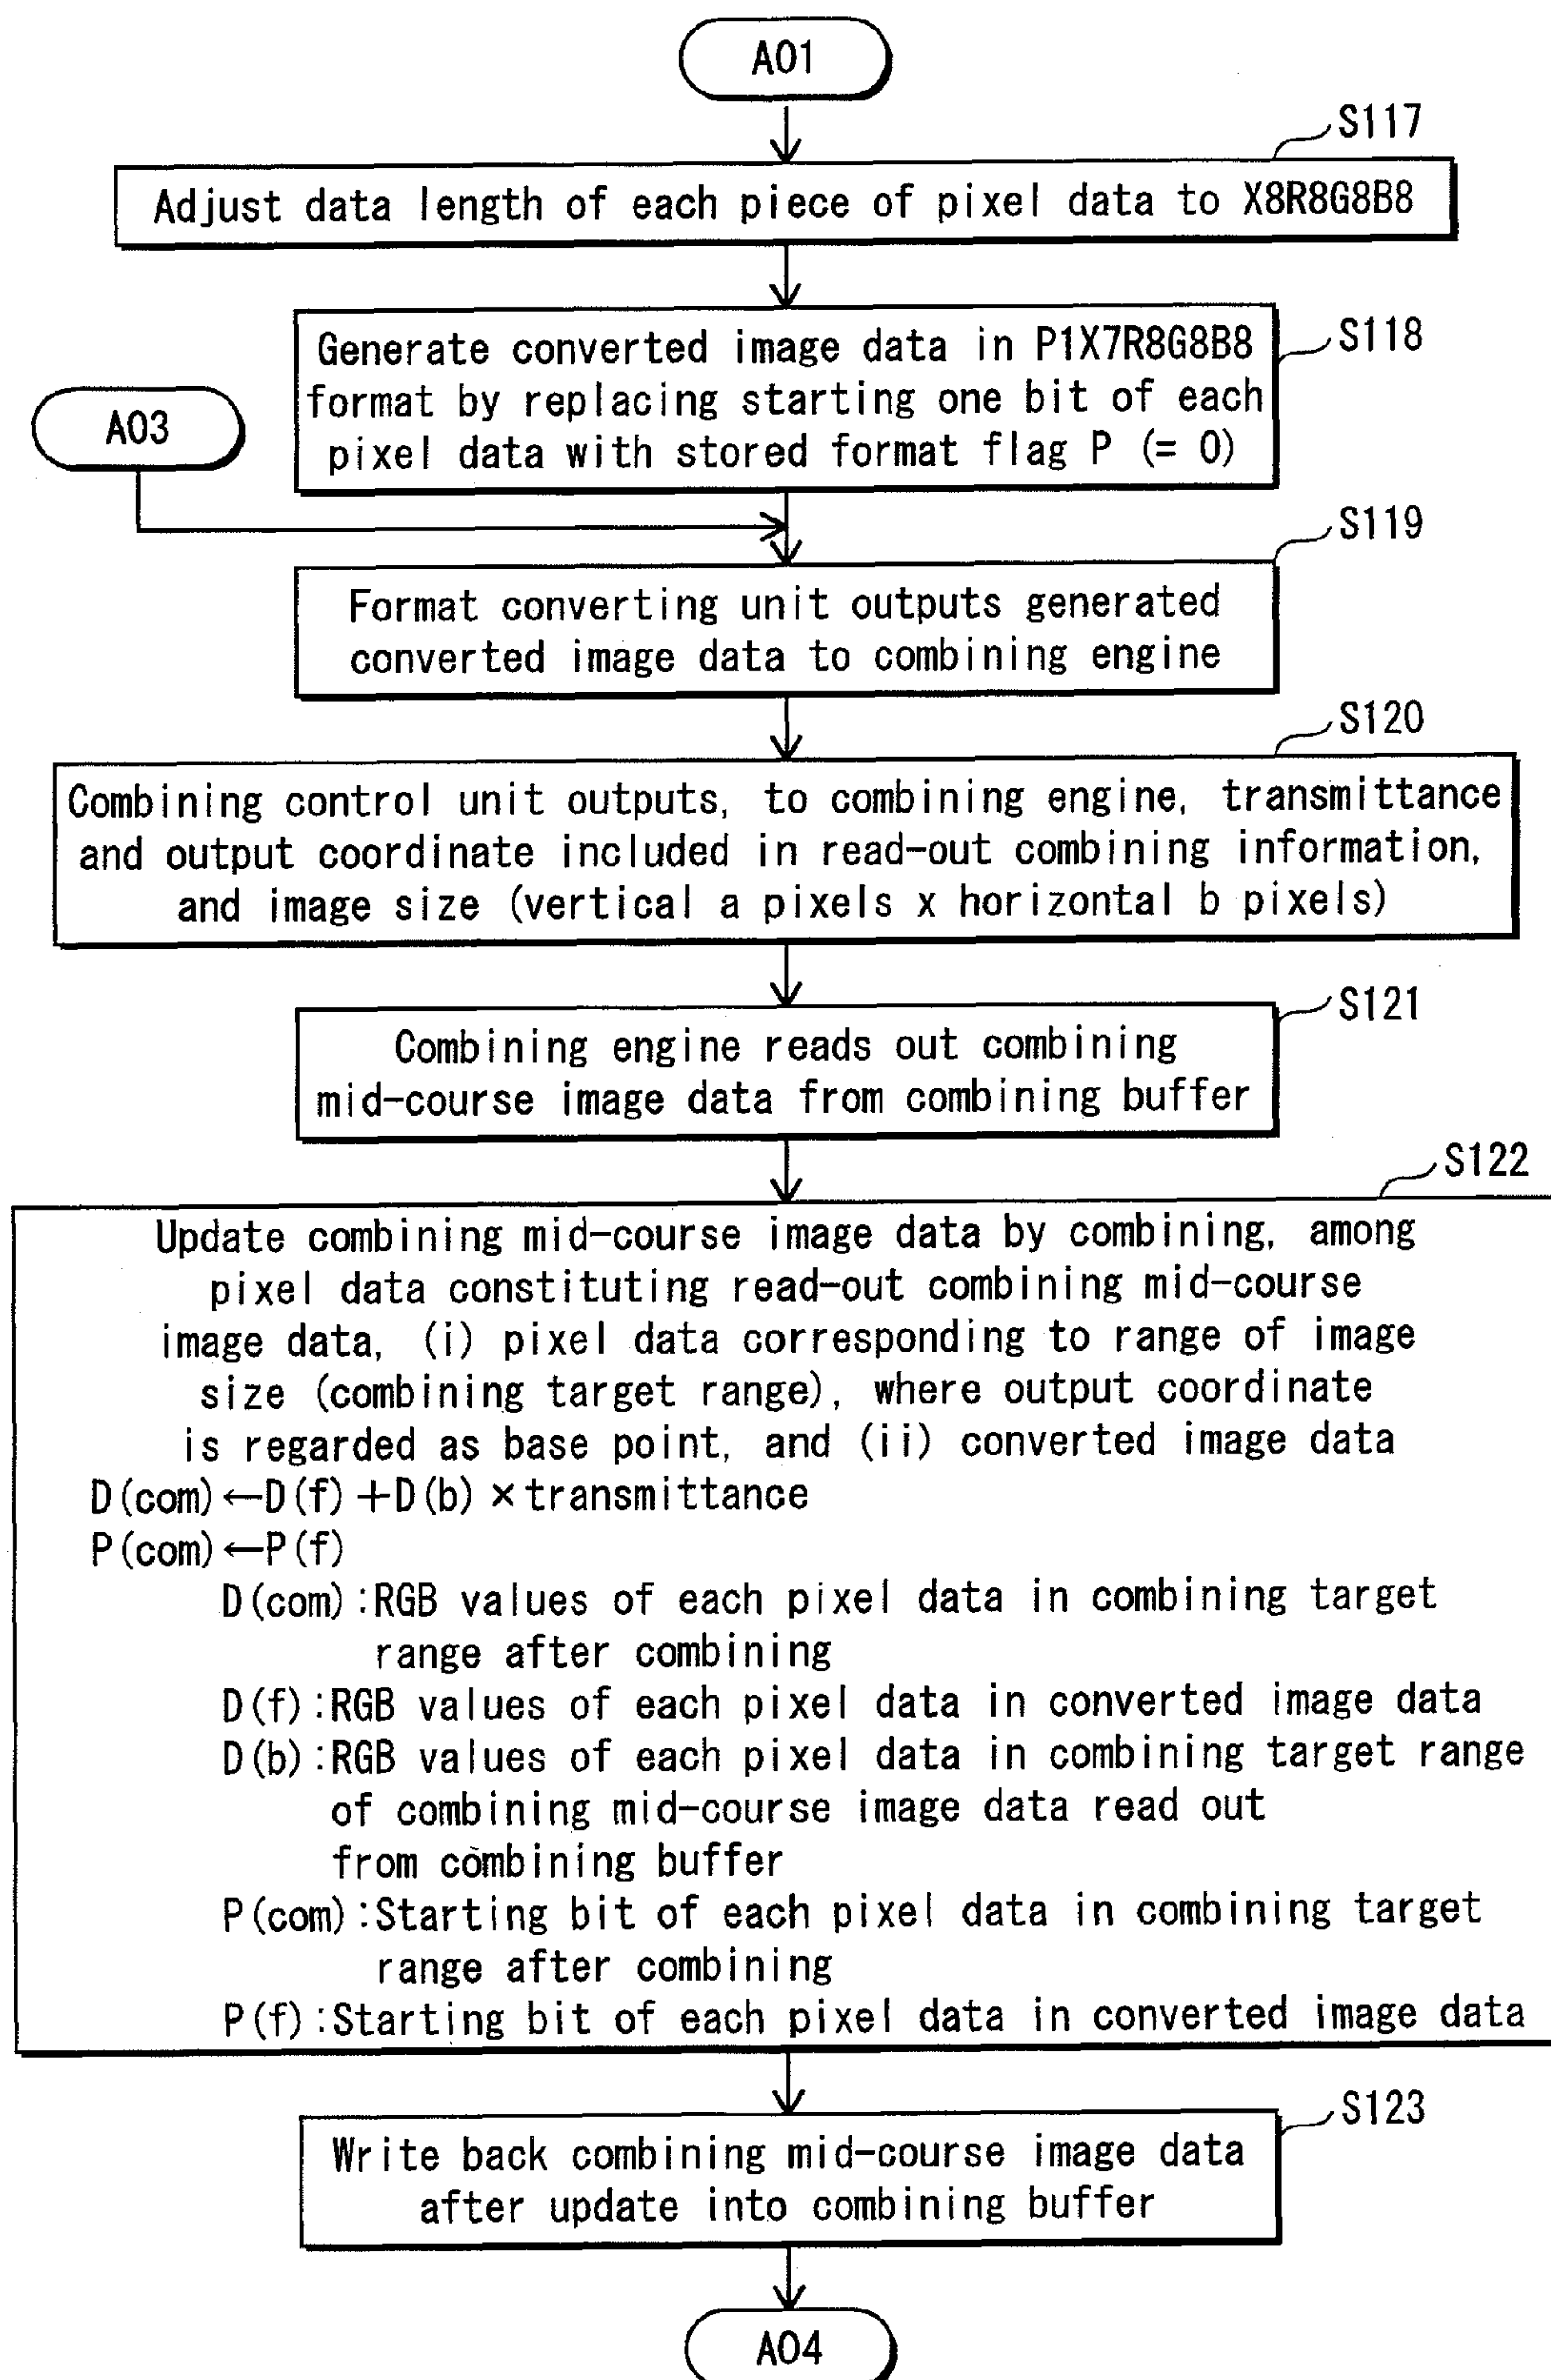 A01
S117
Adjust data length of each piece of pixel data to X8R8G8B8
S118
Generate converted image data in P1X7R8G8B8
format by replacing starting one bit of each
pixel data with stored format flag P (= 0)
A03
S119
Format converting unit outputs generated
converted image data to combining engine
S120
Combining control unit outputs, to combining engine, transmittance
and output coordinate included in read-out combining information,
and image size (vertical a pixels x horizontal b pixels)
S121
Combining engine reads out combining
mid-course image data from combining buffer
S122
Update combining mid-course image data by combining, among
pixel data constituting read-out combining mid-course
image data, (i) pixel data corresponding to range of image
size (combining target range), where output coordinate
is regarded as base point, and (ii) converted image data
D(com)←D(f)+D(b)×transmittance
P(com)←P(f)
D(com):RGB values of each pixel data in combining target
range after combining
D(f):RGB values of each pixel data in converted image data
D(b):RGB values of each pixel data in combining target range
of combining mid-course image data read out
from combining buffer
P(com):Starting bit of each pixel data in combining target
range after combining
P(f):Starting bit of each pixel data in converted image data
S123
Write back combining mid-course image data
after update into combining buffer
A04